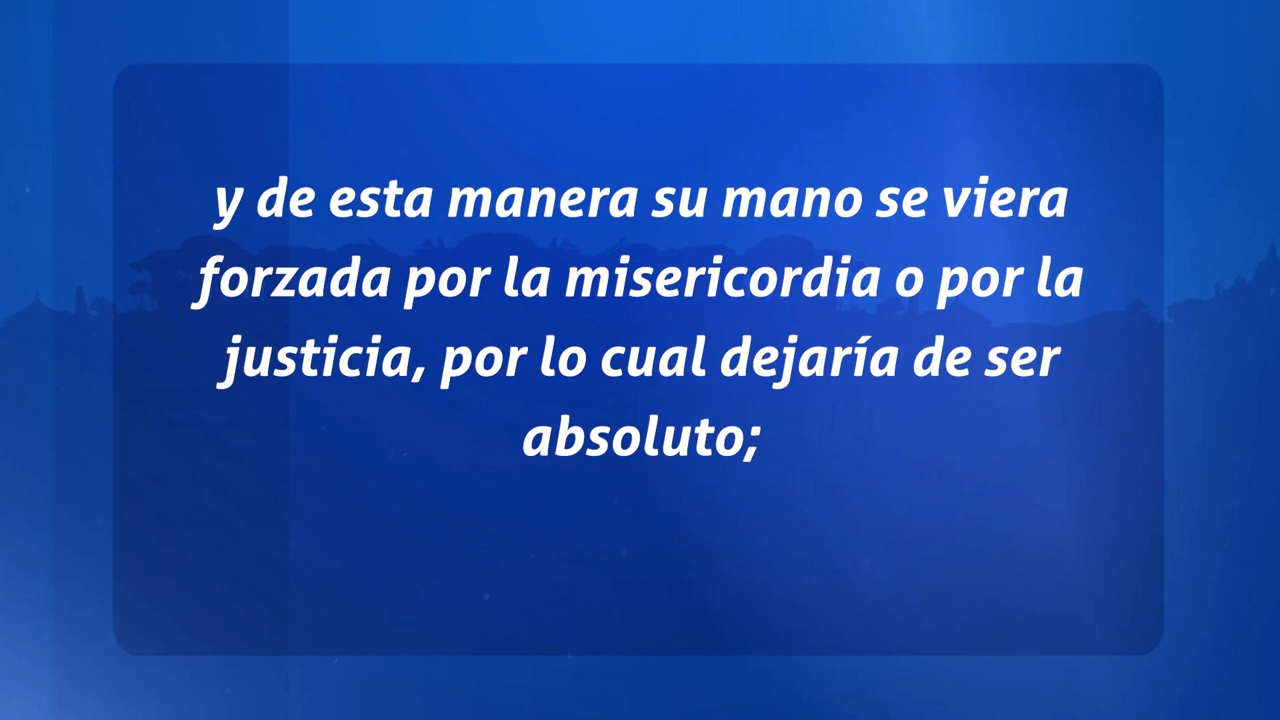 y de esta manera su mano se viera
forzada por la misericordia o por la
justicia, por lo cual dejaría de ser
absoluto;